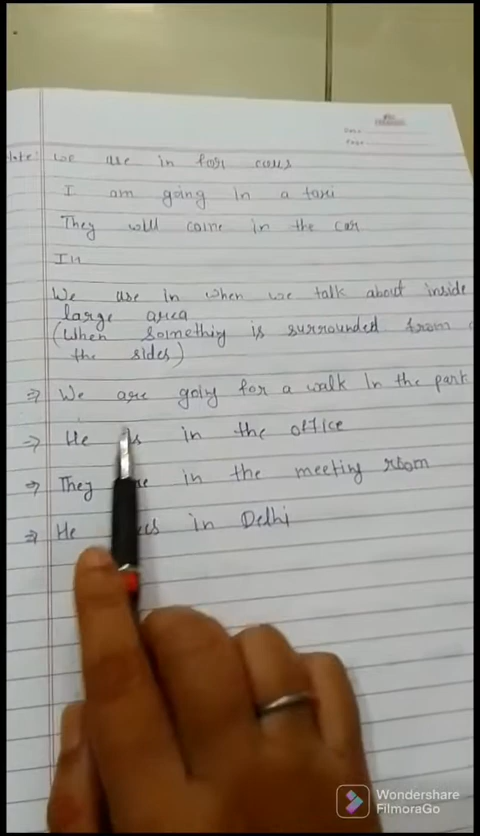 Date
Page
Note: We use in for cars
I am going in a taxi
They will come in the car
In
We use in when we talk about inside
large area
(When something is surrounded from
the sides)
⇒ We are going for a walk In the park
⇒ He is in the office
⇒ They are in the meeting room
⇒ He in Delhi
Wondershare
FilmoraGo